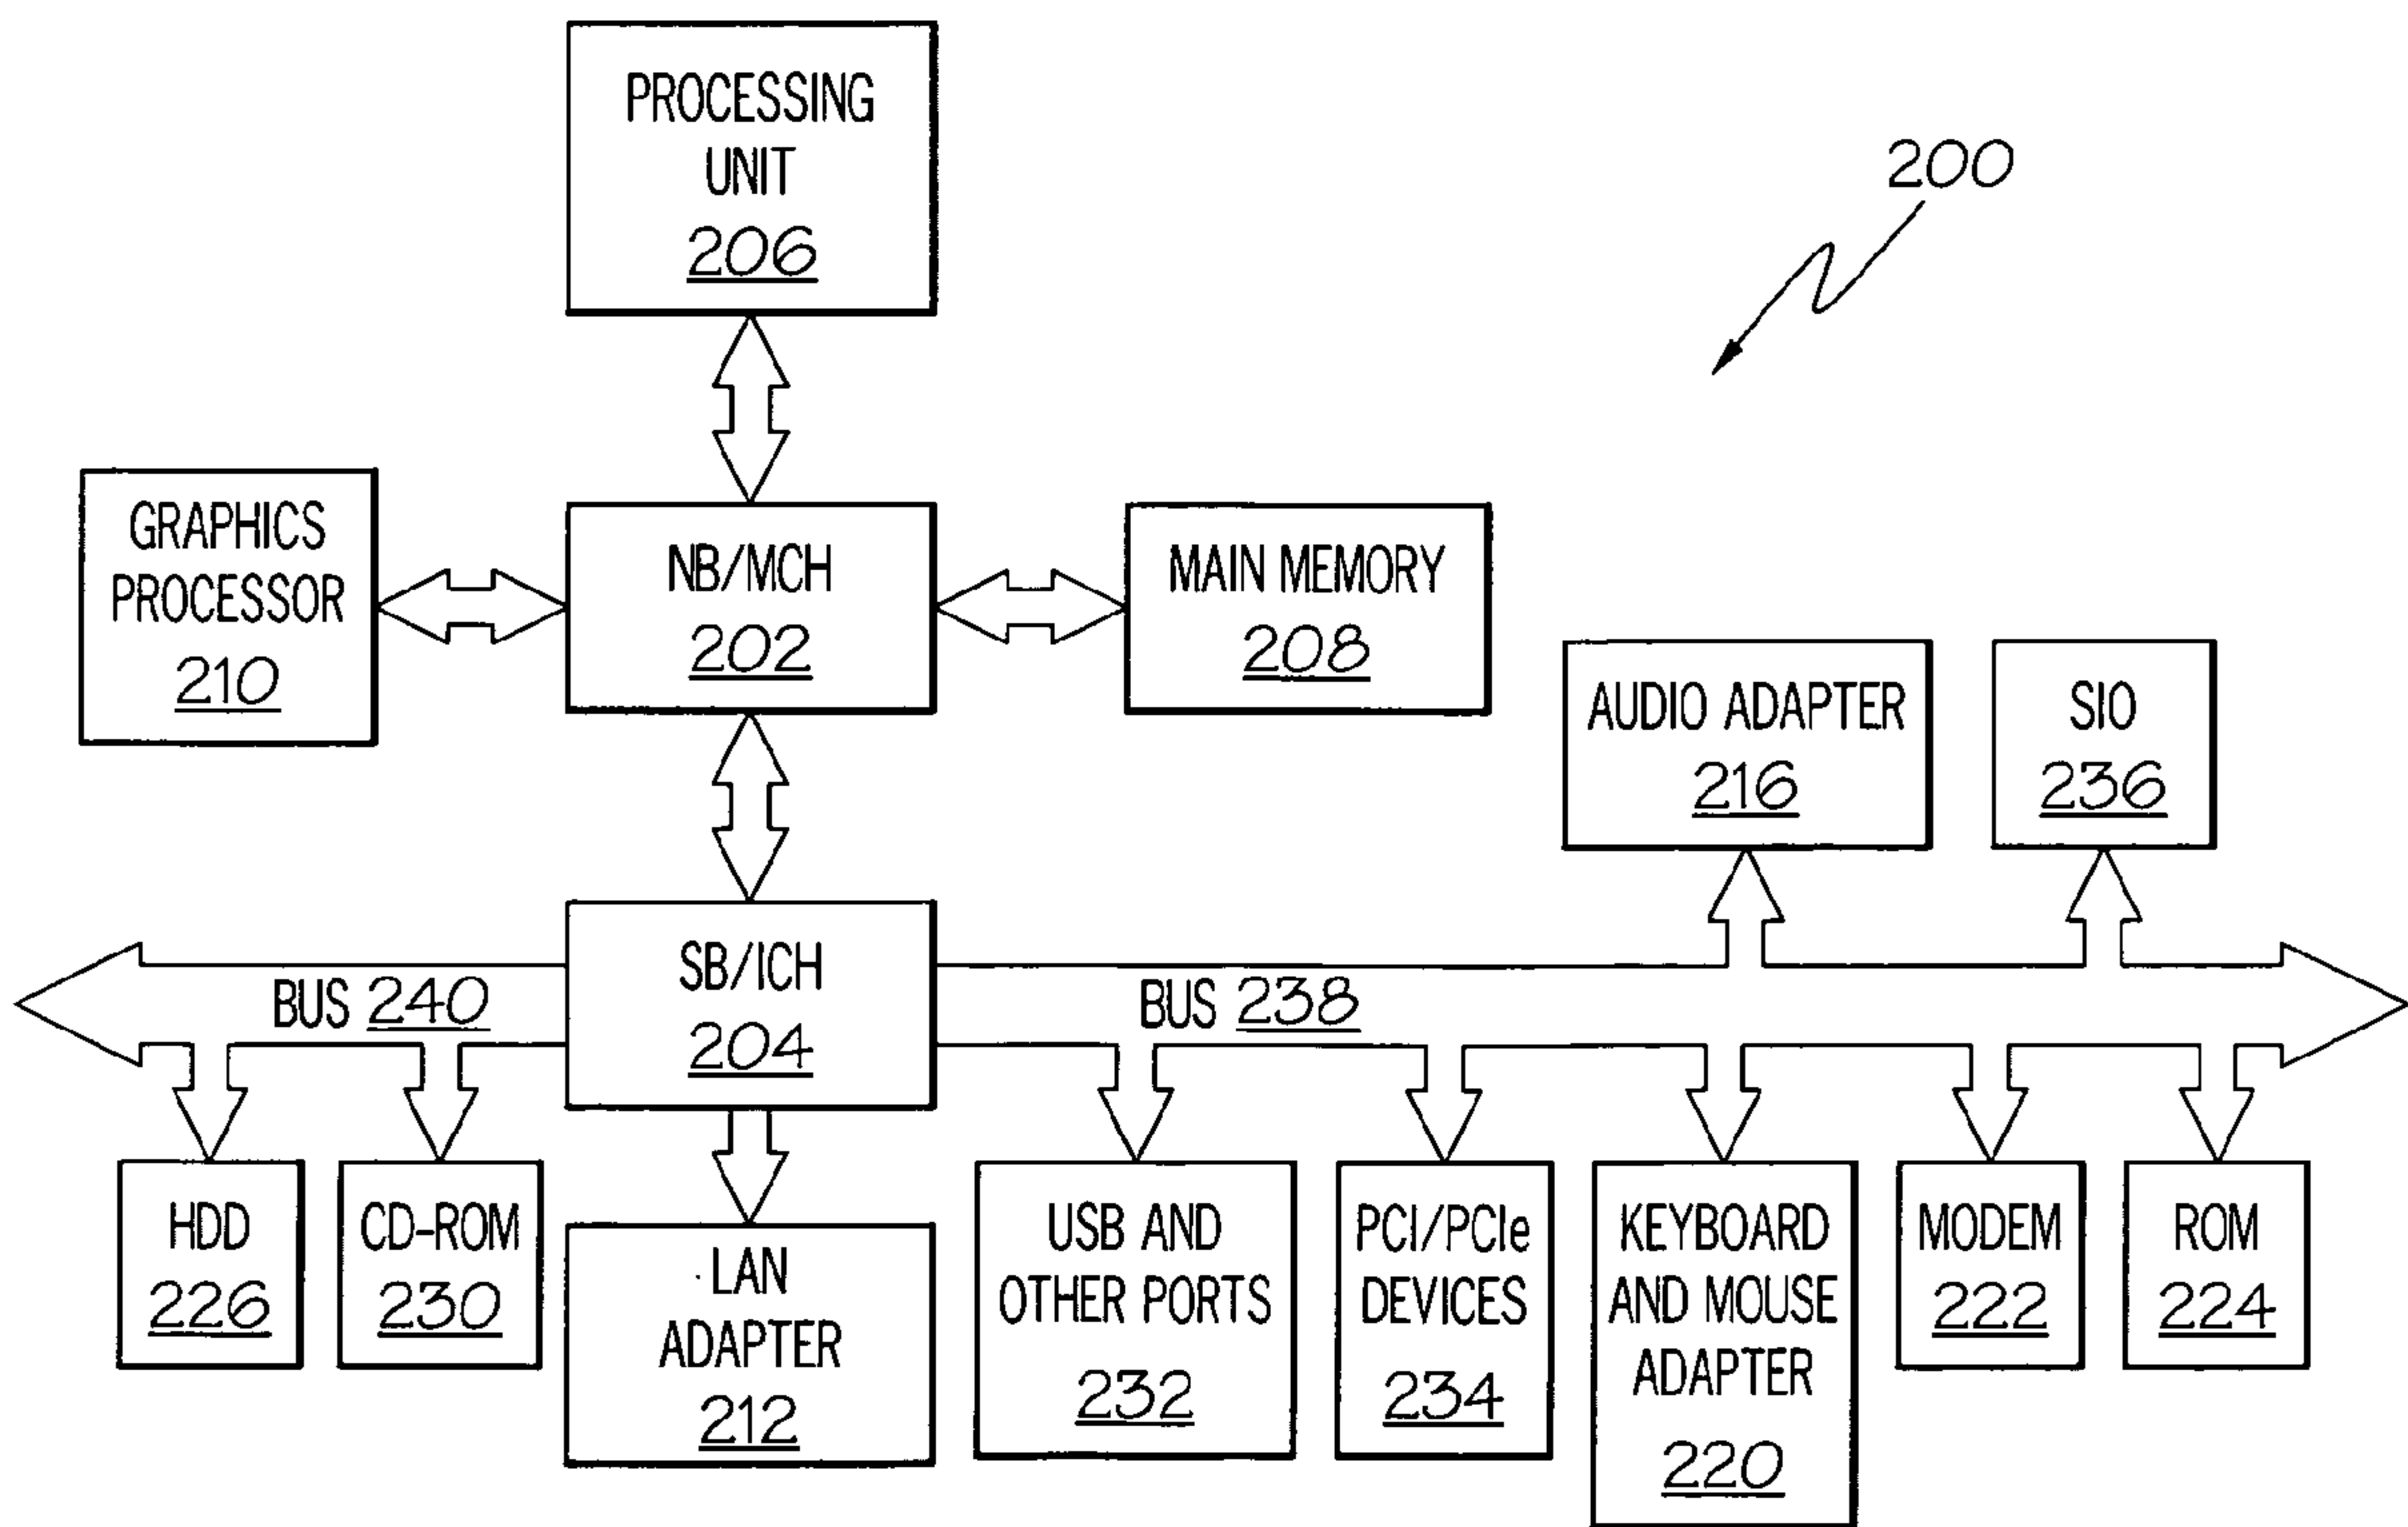 PROCESSING
UNIT
206
200
GRAPHICS
PROCESSOR
210
NB/MCH
202
MAIN MEMORY
208
AUDIO ADAPTER
216
SIO
236
BUS 240
SB/ICH
204
BUS 238
HDD
226
CD-ROM
230
LAN
ADAPTER
212
USB AND
OTHER PORTS
232
PCI/PCIe
DEVICES
234
KEYBOARD
AND MOUSE
ADAPTER
220
MODEM
222
ROM
224